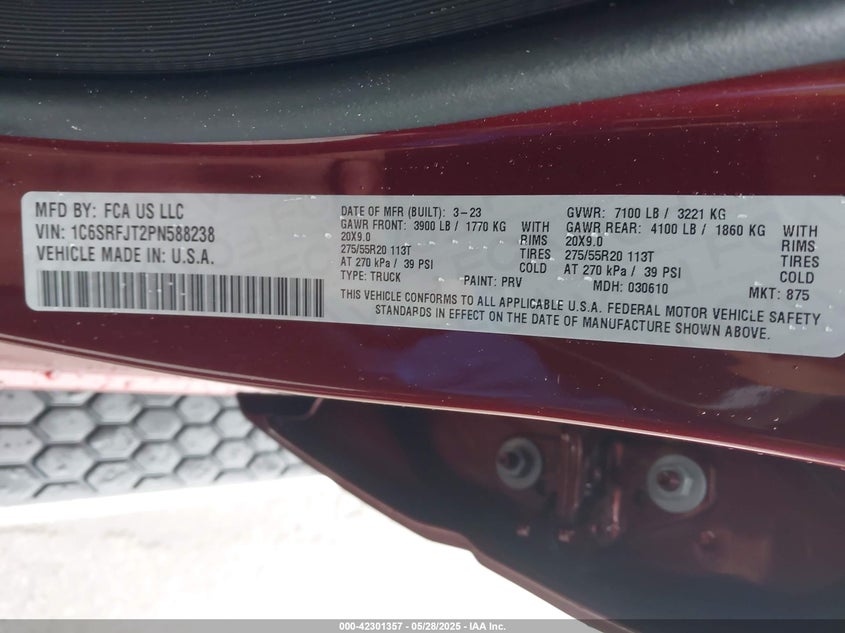 MFD BY: FCA US LLC
VIN: 1C6SRFJT2PN588238
VEHICLE MADE IN: U.S.A.
DATE OF MFR (BUILT): 3-23
GVWR: 7100 LB / 3221 KG
GAWR FRONT: 3900 LB / 1770 KG WITH
GAWR REAR: 4100 LB / 1860 KG WITH
20X9.0 RIMS
20X9.0 RIMS
275/55R20 113T TIRES
275/55R20 113T TIRES
AT 270 kPa / 39 PSI COLD
AT 270 kPa / 39 PSI COLD
TYPE: TRUCK PAINT: PRV MDH: 030610 MKT: 875
THIS VEHICLE CONFORMS TO ALL APPLICABLE U.S.A. FEDERAL MOTOR VEHICLE SAFETY
STANDARDS IN EFFECT ON THE DATE OF MANUFACTURE SHOWN ABOVE.
000-42301357 | 05/28/2025 | IAA Inc.